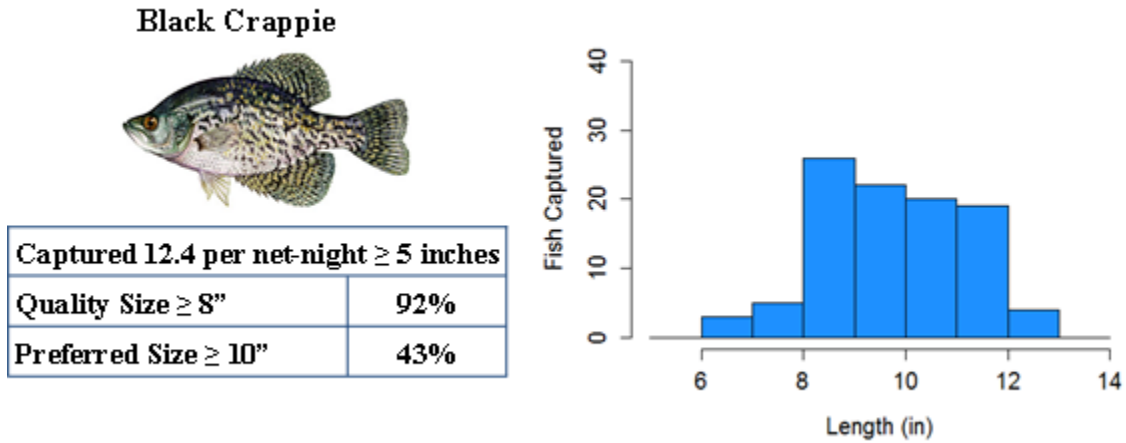 Black Crappie
Captured 12.4 per net-night ≥ 5 inches
Quality Size ≥ 8” 92%
Preferred Size ≥ 10” 43%
Fish Captured
40
30
20
10
0
6 8 10 12 14
Length (in)